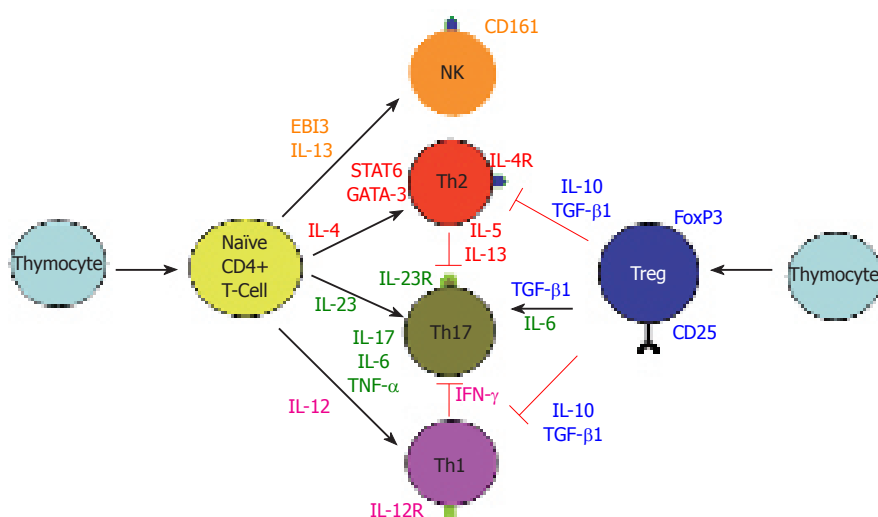 CD161
NK
EBI3
IL-13
STAT6
GATA-3
Th2
IL-4R
IL-10
TGF-β1
FoxP3
IL-4
IL-5
IL-13
Thymocyte
Naïve
CD4+
T-Cell
IL-23R
TGF-β1
Treg
Thymocyte
IL-23
Th17
IL-6
CD25
IL-17
IL-6
TNF-α
IFN-γ
IL-12
IL-10
TGF-β1
Th1
IL-12R